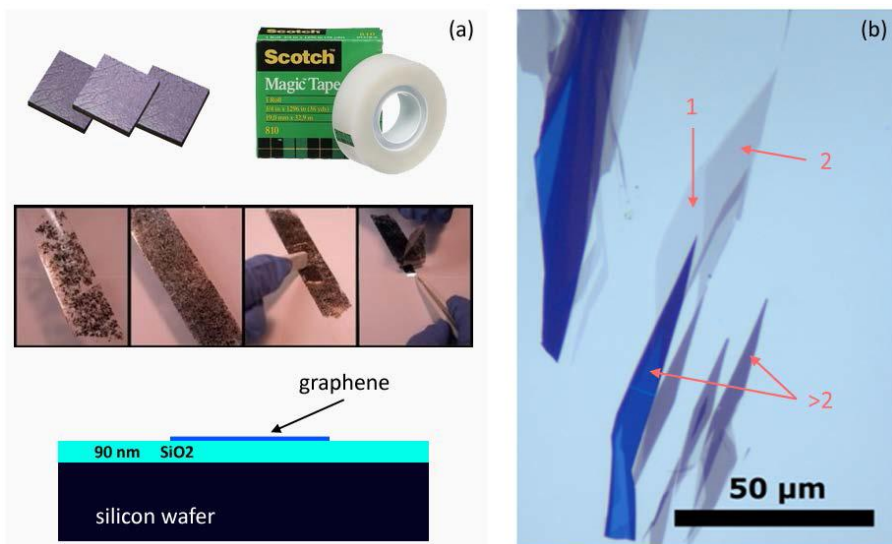 (a)
Scotch
Magic Tape
810
graphene
90 nm SiO2
silicon wafer
(b)
1
2
>2
50 µm